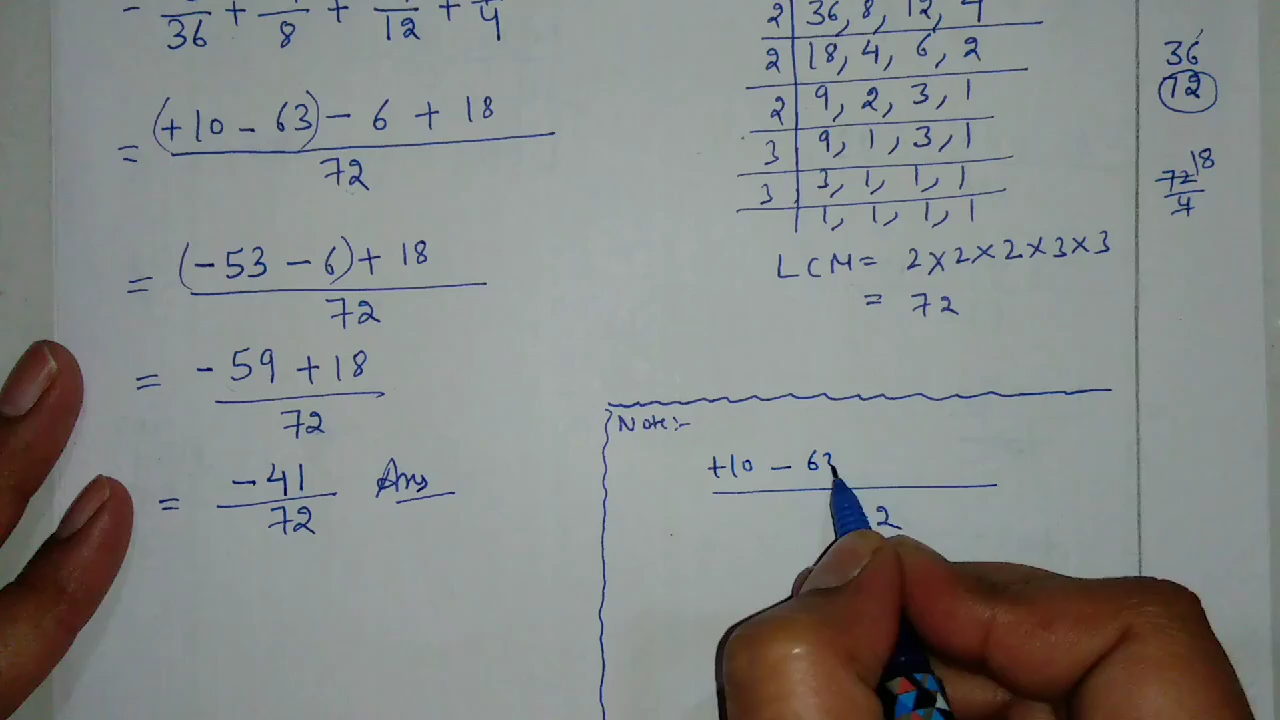 36 + 8 + 12 + 4
= (+10 - 63) - 6 + 18
72
= (-53 - 6) + 18
72
= -59 + 18
72
= -41 Ans
72
2 | 36, 8, 12, 4
2 | 18, 4, 6, 2
2 | 9, 2, 3, 1
3 | 9, 1, 3, 1
3 | 3, 1, 1, 1
1, 1, 1, 1
LCM = 2×2×2×3×3
= 72
36
72
72 18
4
Note:-
+10 - 63
2